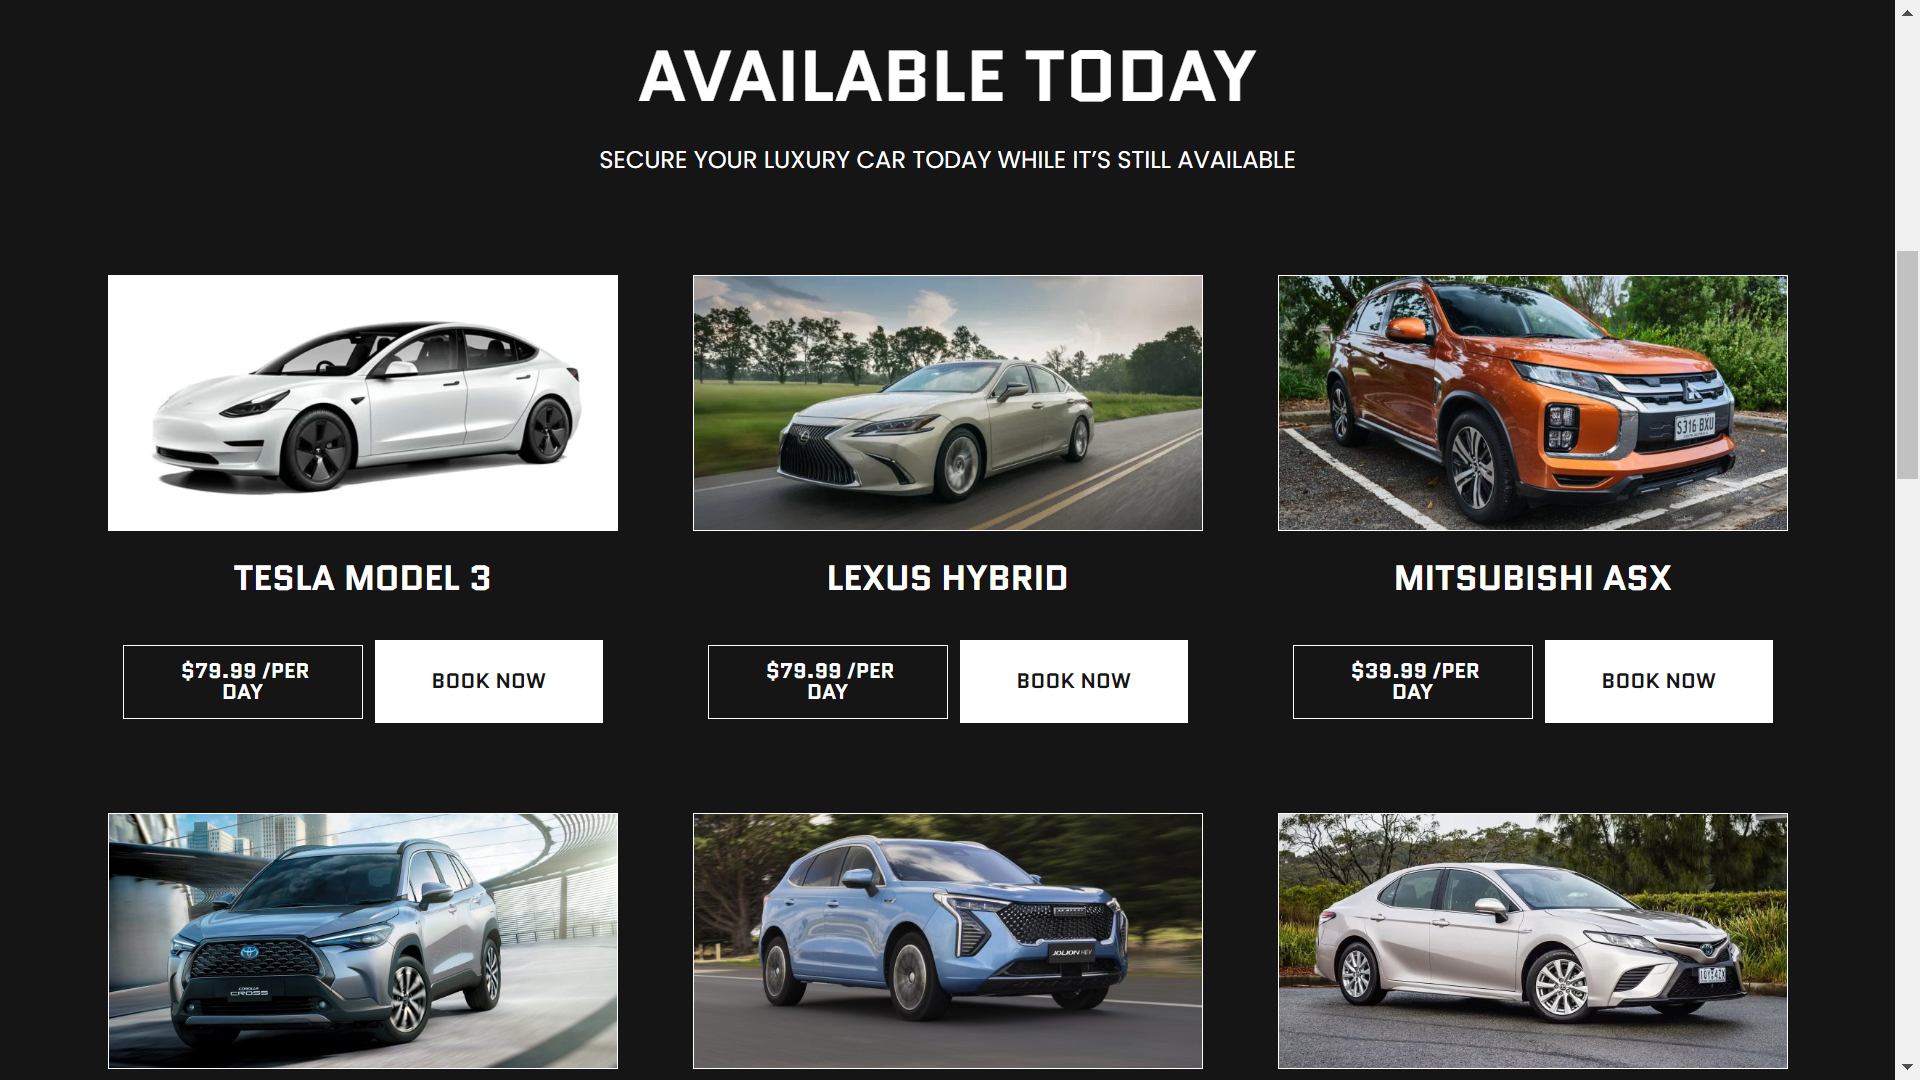 AVAILABLE TODAY
SECURE YOUR LUXURY CAR TODAY WHILE IT’S STILL AVAILABLE
S316·BXU
TESLA MODEL 3
LEXUS HYBRID
MITSUBISHI ASX
$79.99 /PER
DAY
BOOK NOW
$79.99 /PER
DAY
BOOK NOW
$39.99 /PER
DAY
BOOK NOW
COROLLA
CROSS
JOLION HEV